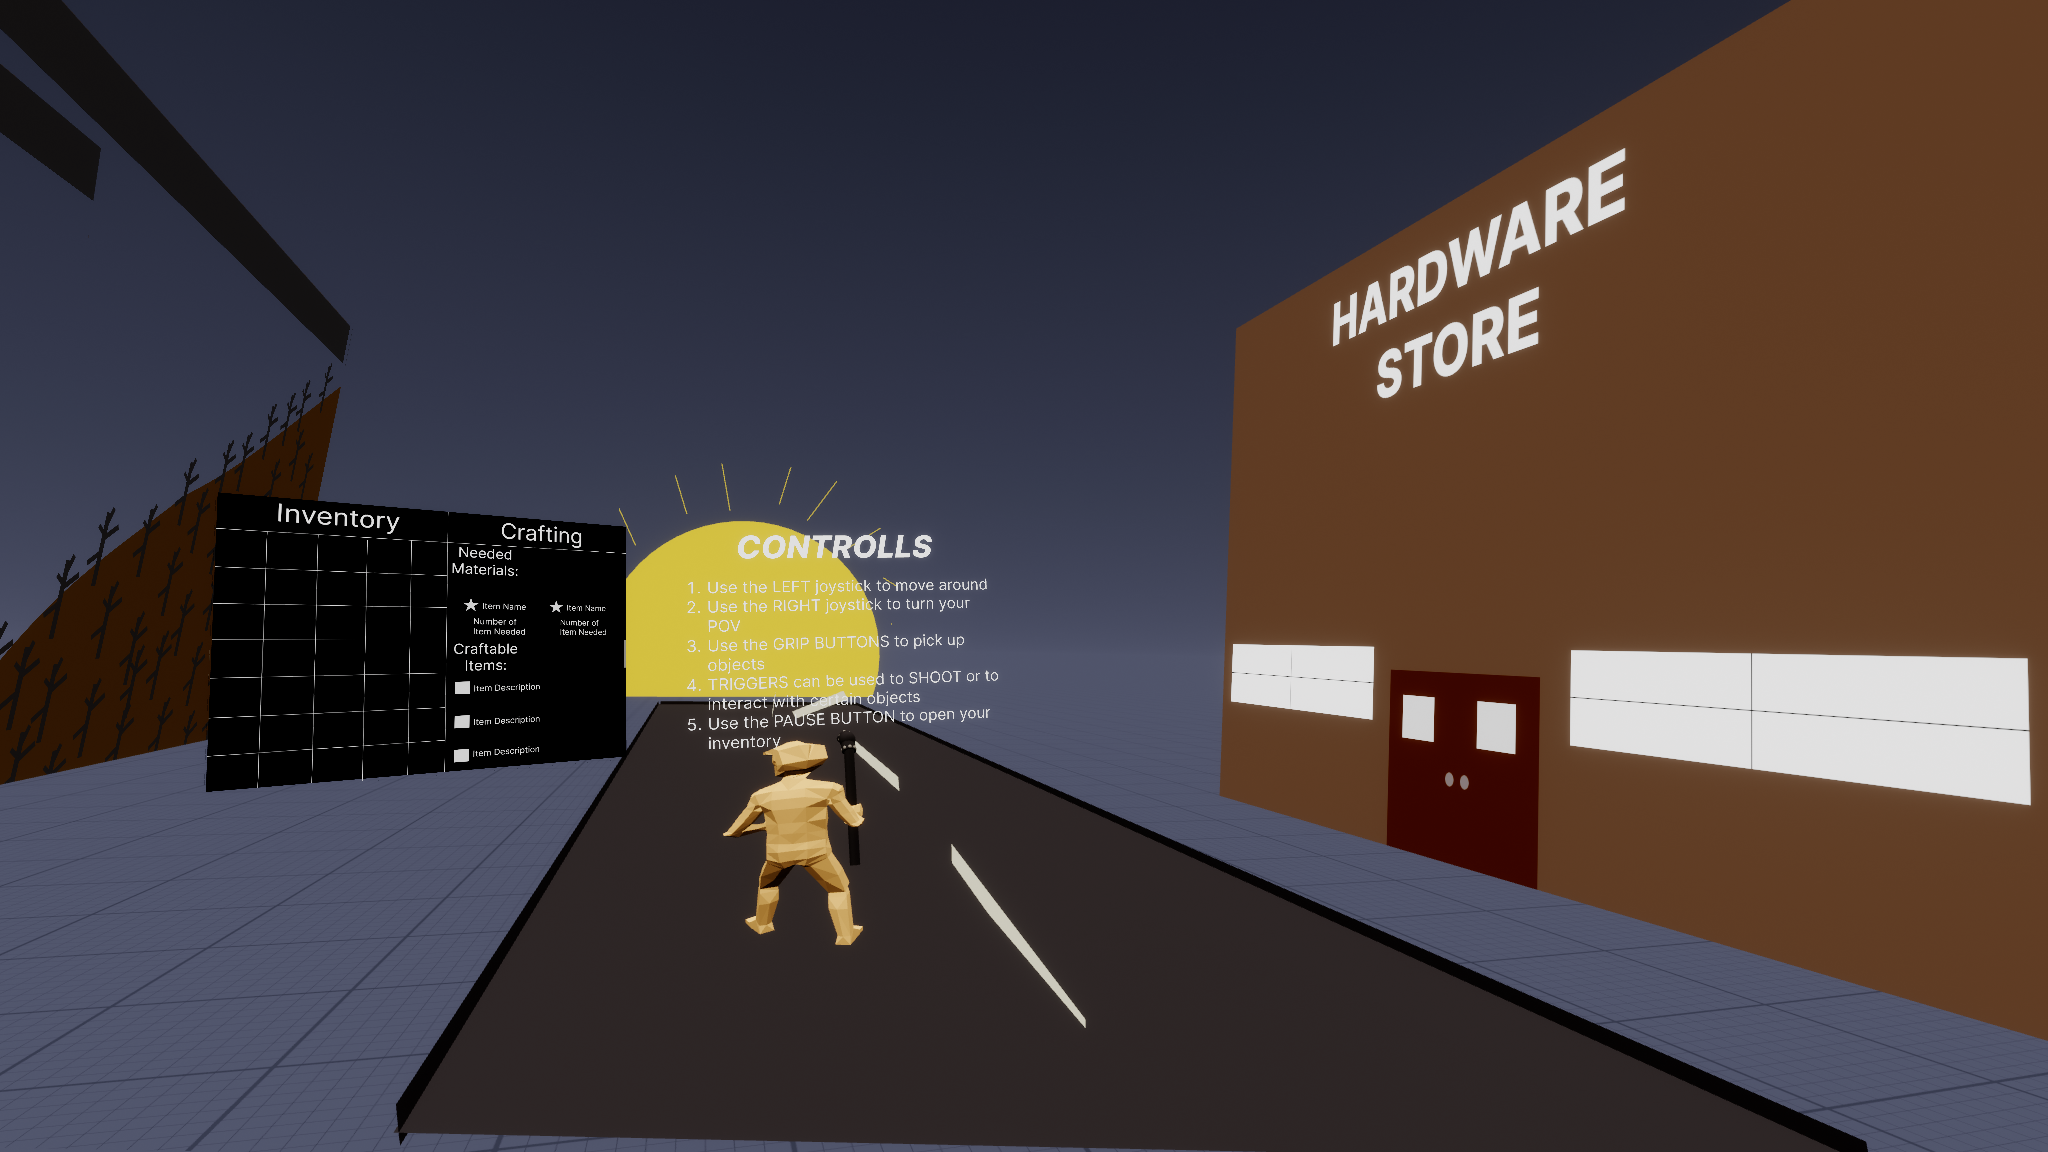 HARDWARE
STORE
Inventory
Crafting
Needed
Materials:
Item Name
Item Name
Number of
Item Needed
Number of
Item Needed
Craftable
Items:
Item Description
Item Description
Item Description
CONTROLLS
1. Use the LEFT joystick to move around
2. Use the RIGHT joystick to turn your
POV
3. Use the GRIP BUTTONS to pick up
objects
4. TRIGGERS can be used to SHOOT or to
interact with certain objects
5. Use the PAUSE BUTTON to open your
inventory